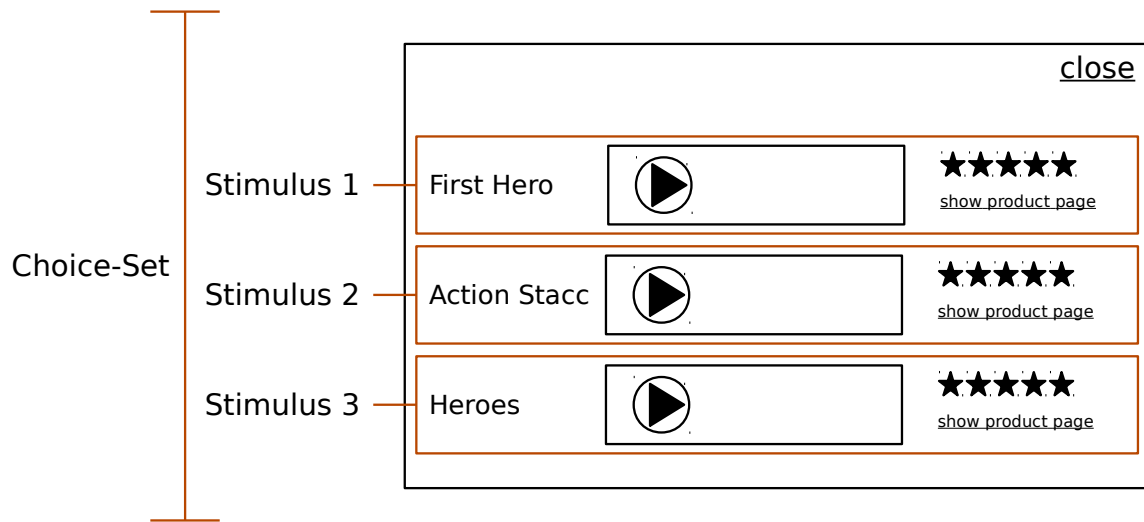 close
Choice-Set
Stimulus 1
First Hero
show product page
Stimulus 2
Action Stacc
show product page
Stimulus 3
Heroes
show product page